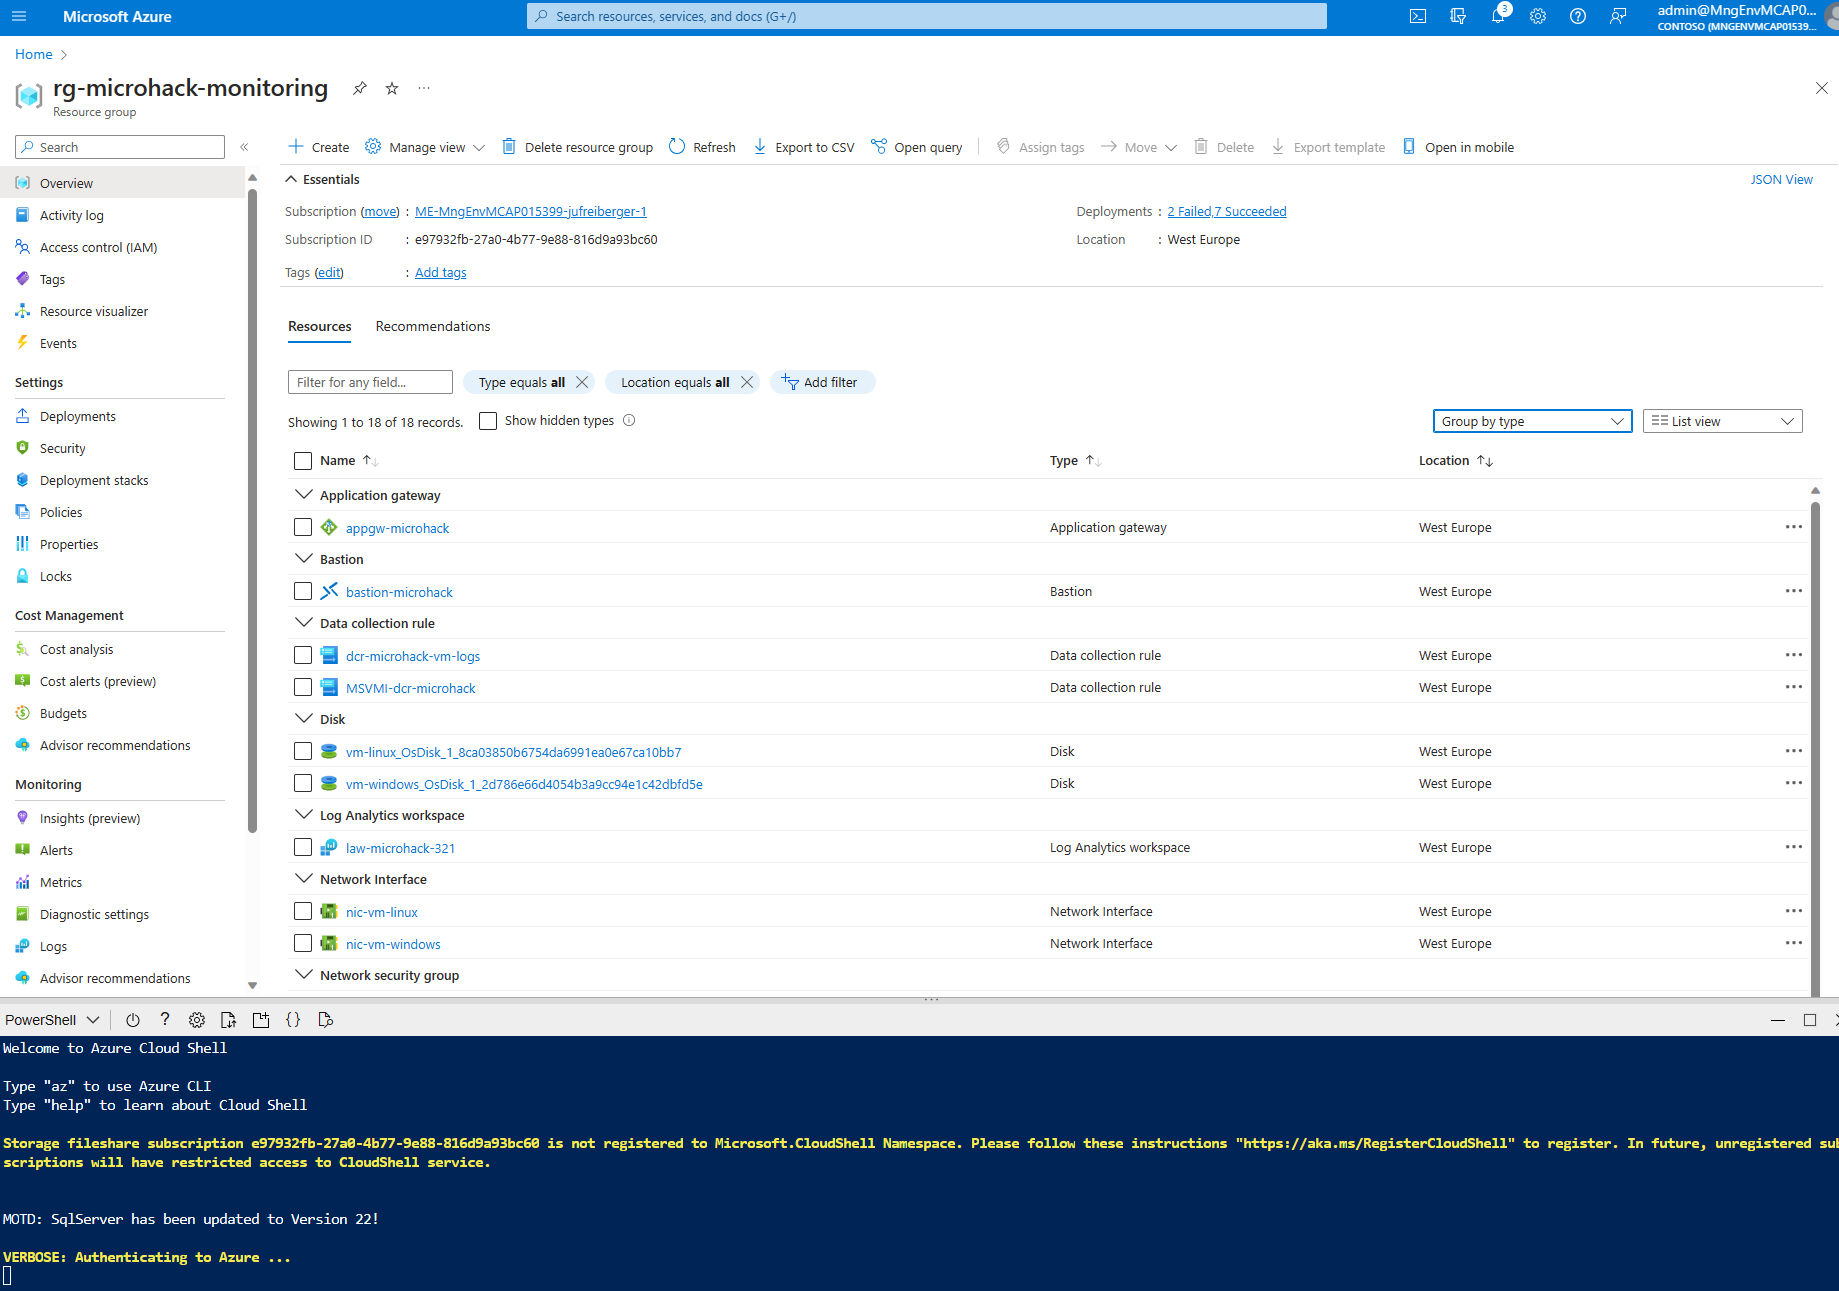 Microsoft Azure
Search resources, services, and docs (G+/)
3
admin@MngEnvMCAP0...
CONTOSO (MNGENVMCAP01539...
Home
rg-microhack-monitoring
Resource group
Search
Create
Manage view
Delete resource group
Refresh
Export to CSV
Open query
Assign tags
Move
Delete
Export template
Open in mobile
Overview
Activity log
Access control (IAM)
Tags
Resource visualizer
Events
Settings
Deployments
Security
Deployment stacks
Policies
Properties
Locks
Cost Management
Cost analysis
Cost alerts (preview)
Budgets
Advisor recommendations
Monitoring
Insights (preview)
Alerts
Metrics
Diagnostic settings
Logs
Advisor recommendations
Essentials
JSON View
Subscription (move) : ME-MngEnvMCAP015399-jufreiberger-1
Deployments : 2 Failed,7 Succeeded
Subscription ID : e97932fb-27a0-4b77-9e88-816d9a93bc60
Location : West Europe
Tags (edit) : Add tags
Resources
Recommendations
Filter for any field...
Type equals all
Location equals all
Add filter
Showing 1 to 18 of 18 records.
Show hidden types
Group by type
List view
Name Type Location
Application gateway
appgw-microhack Application gateway West Europe
Bastion
bastion-microhack Bastion West Europe
Data collection rule
dcr-microhack-vm-logs Data collection rule West Europe
MSVMI-dcr-microhack Data collection rule West Europe
Disk
vm-linux_OsDisk_1_8ca03850b6754da6991ea0e67ca10bb7 Disk West Europe
vm-windows_OsDisk_1_2d786e66d4054b3a9cc94e1c42dbfd5e Disk West Europe
Log Analytics workspace
law-microhack-321 Log Analytics workspace West Europe
Network Interface
nic-vm-linux Network Interface West Europe
nic-vm-windows Network Interface West Europe
Network security group
PowerShell
Welcome to Azure Cloud Shell
Type "az" to use Azure CLI
Type "help" to learn about Cloud Shell
Storage fileshare subscription e97932fb-27a0-4b77-9e88-816d9a93bc60 is not registered to Microsoft.CloudShell Namespace. Please follow these instructions "https://aka.ms/RegisterCloudShell" to register. In future, unregistered sub
scriptions will have restricted access to CloudShell service.
MOTD: SqlServer has been updated to Version 22!
VERBOSE: Authenticating to Azure ...